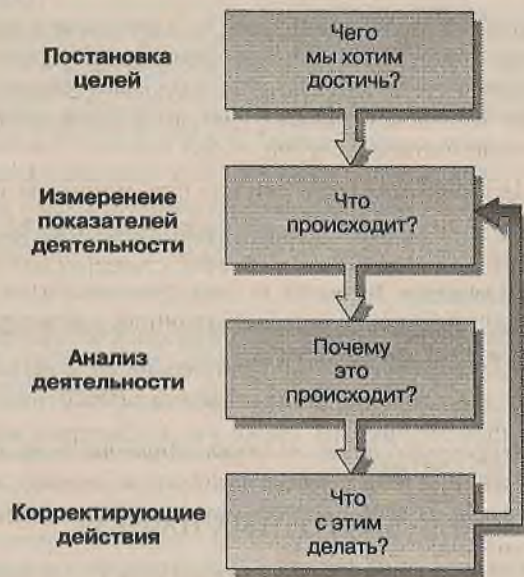 Постановка
целей
Чего
мы хотим
достичь?
Измеренеие
показателей
деятельности
Что
происходит?
Анализ
деятельности
Почему
это
происходит?
Корректирующие
действия
Что
с этим
делать?